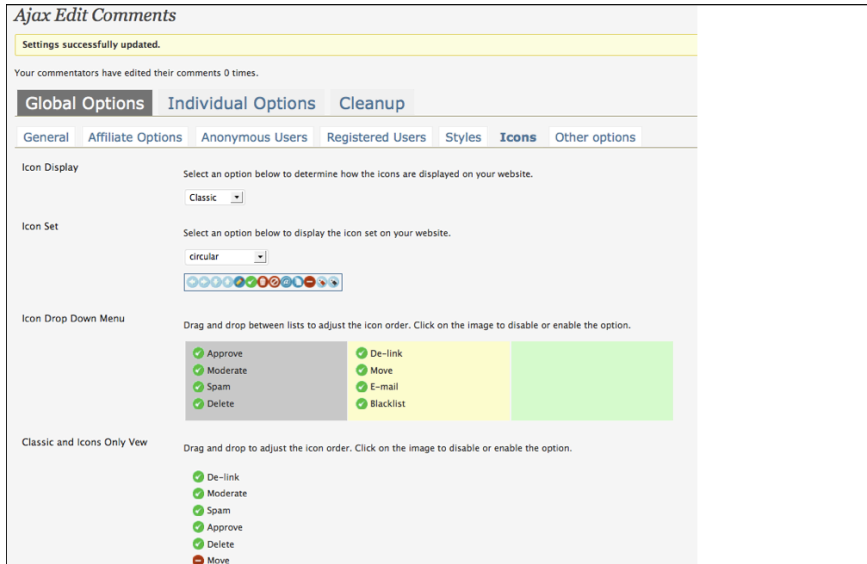 Ajax Edit Comments
Settings successfully updated.
Your commentators have edited their comments 0 times.
Global Options Individual Options Cleanup
General Affiliate Options Anonymous Users Registered Users Styles Icons Other options
Icon Display
Select an option below to determine how the icons are displayed on your website.
Classic
Icon Set
Select an option below to display the icon set on your website.
circular
Icon Drop Down Menu
Drag and drop between lists to adjust the icon order. Click on the image to disable or enable the option.
Approve
Moderate
Spam
Delete
De-link
Move
E-mail
Blacklist
Classic and Icons Only Vew
Drag and drop to adjust the icon order. Click on the image to disable or enable the option.
De-link
Moderate
Spam
Approve
Delete
Move